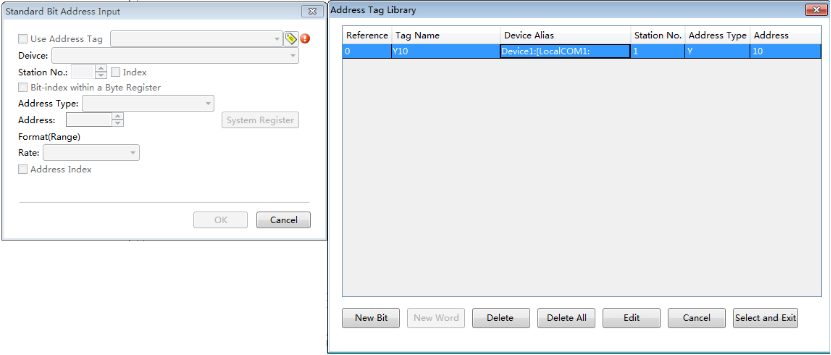 Standard Bit Address Input
Use Address Tag
Deivce:
Station No.:
Index
Bit-index within a Byte Register
Address Type:
Address:
System Register
Format(Range)
Rate:
Address Index
OK
Cancel
Address Tag Library
Reference Tag Name Device Alias Station No. Address Type Address
0 Y10 Device1:[LocalCOM1: 1 Y 10
New Bit New Word Delete Delete All Edit Cancel Select and Exit